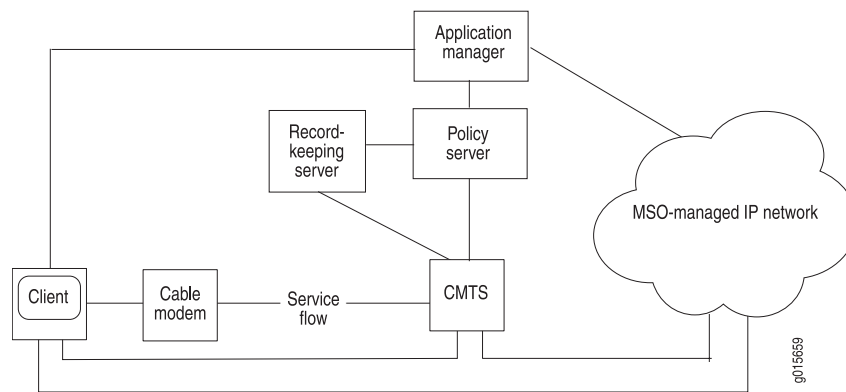 Application
manager
Record-
keeping
server
Policy
server
MSO-managed IP network
Client
Cable
modem
Service
flow
CMTS
g015659